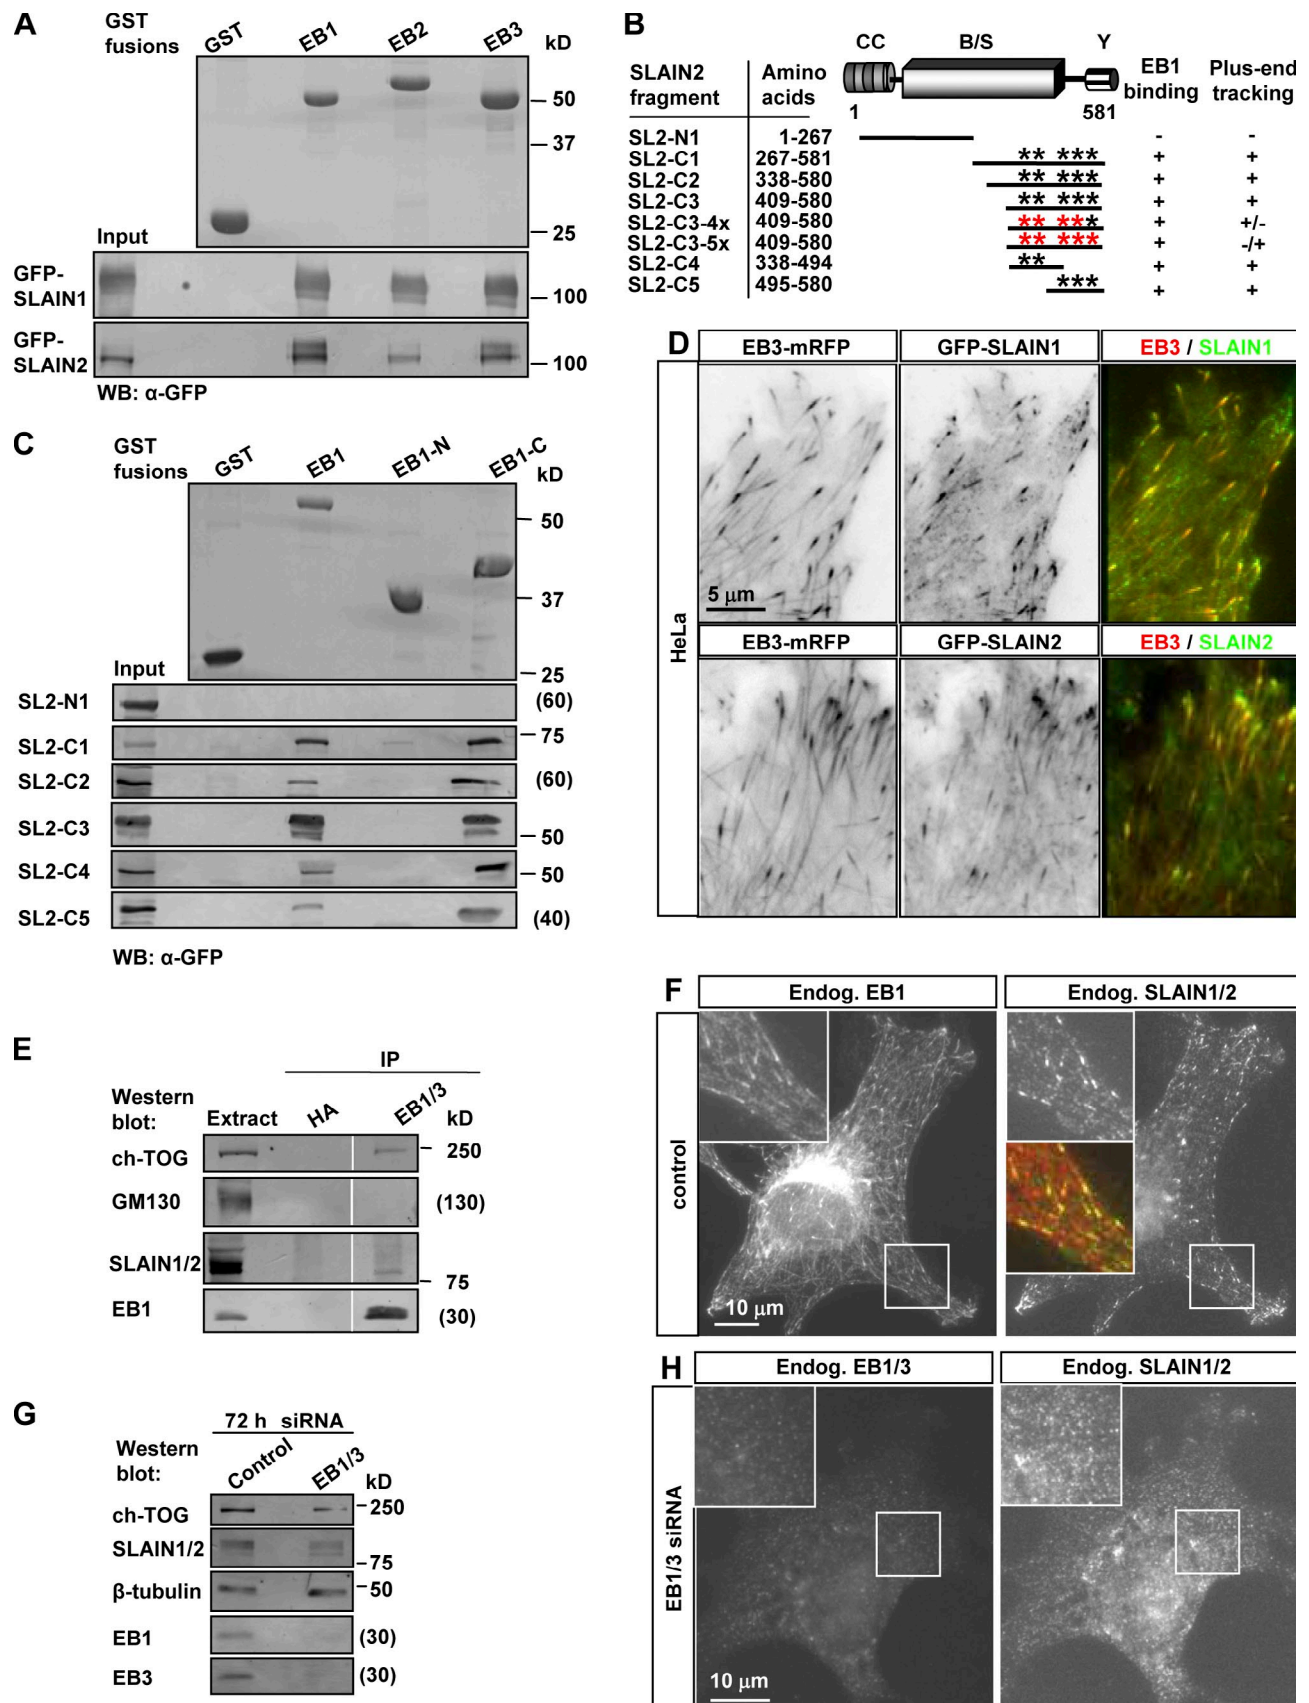 A
GST fusions
GST
EB1
EB2
EB3
kD
50
37
25
Input
GFP-SLAIN1
100
GFP-SLAIN2
100
WB: α-GFP
B
CC
B/S
Y
SLAIN2 fragment
Amino acids
EB1 binding
Plus-end tracking
1
581
SL2-N1 1-267 - -
SL2-C1 267-581 ** *** + +
SL2-C2 338-580 ** *** + +
SL2-C3 409-580 ** *** + +
SL2-C3-4x 409-580 ** *** + +/-
SL2-C3-5x 409-580 ** *** + -/+
SL2-C4 338-494 ** + +
SL2-C5 495-580 *** + +
C
GST fusions
GST
EB1
EB1-N
EB1-C
kD
50
37
25
Input
SL2-N1 (60)
SL2-C1 75
SL2-C2 (60)
SL2-C3 50
SL2-C4 50
SL2-C5 (40)
WB: α-GFP
D
EB3-mRFP
GFP-SLAIN1
EB3 / SLAIN1
5 μm
HeLa
EB3-mRFP
GFP-SLAIN2
EB3 / SLAIN2
E
IP
Western blot:
Extract
HA
EB1/3
kD
ch-TOG 250
GM130 (130)
SLAIN1/2
75
EB1 (30)
F
Endog. EB1
Endog. SLAIN1/2
control
10 μm
G
72 h siRNA
Western blot:
Control
EB1/3
kD
ch-TOG 250
SLAIN1/2
75
β-tubulin 50
EB1 (30)
EB3 (30)
H
Endog. EB1/3
Endog. SLAIN1/2
EB1/3 siRNA
10 μm